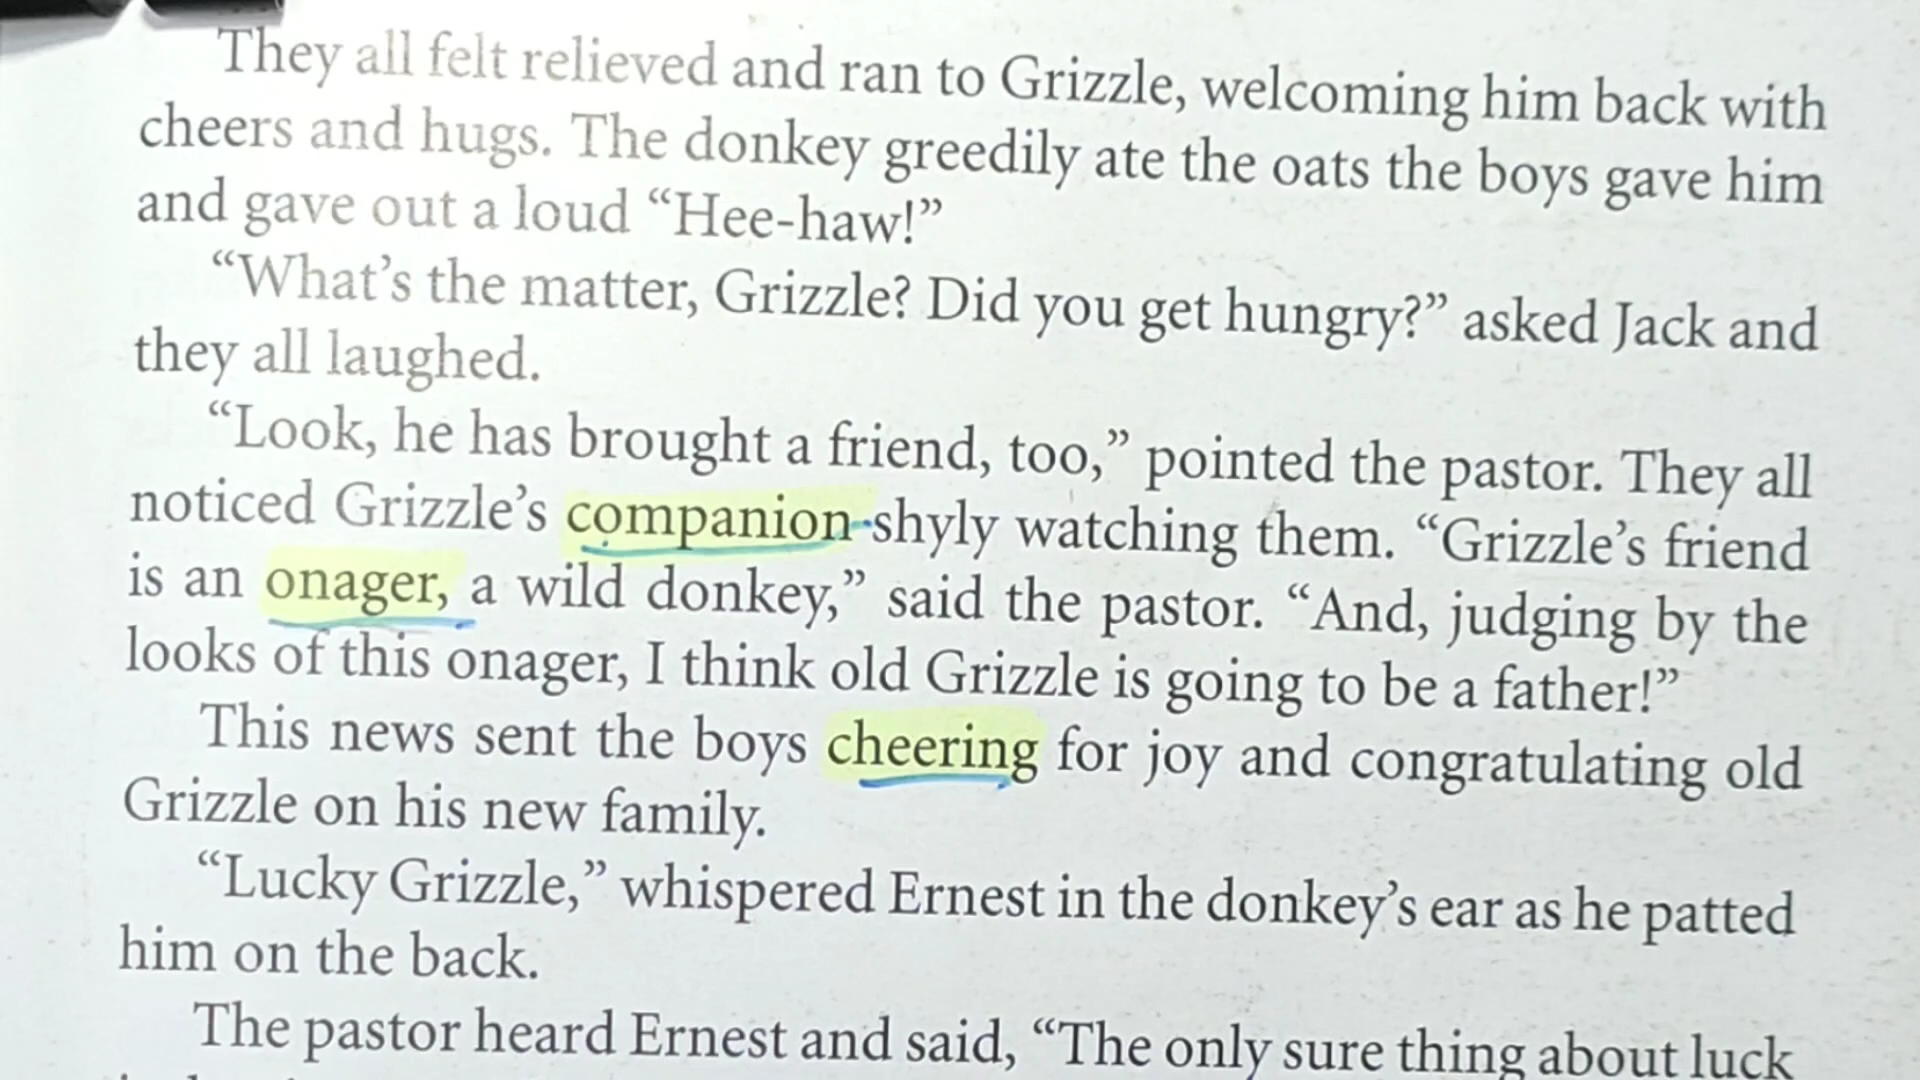 They all felt relieved and ran to Grizzle, welcoming him back with
cheers and hugs. The donkey greedily ate the oats the boys gave him
and gave out a loud “Hee-haw!”
“What’s the matter, Grizzle? Did you get hungry?” asked Jack and
they all laughed.
“Look, he has brought a friend, too,” pointed the pastor. They all
noticed Grizzle’s companion shyly watching them. “Grizzle’s friend
is an onager, a wild donkey,” said the pastor. “And, judging by the
looks of this onager, I think old Grizzle is going to be a father!”
This news sent the boys cheering for joy and congratulating old
Grizzle on his new family.
“Lucky Grizzle,” whispered Ernest in the donkey’s ear as he patted
him on the back.
The pastor heard Ernest and said, “The only sure thing about luck